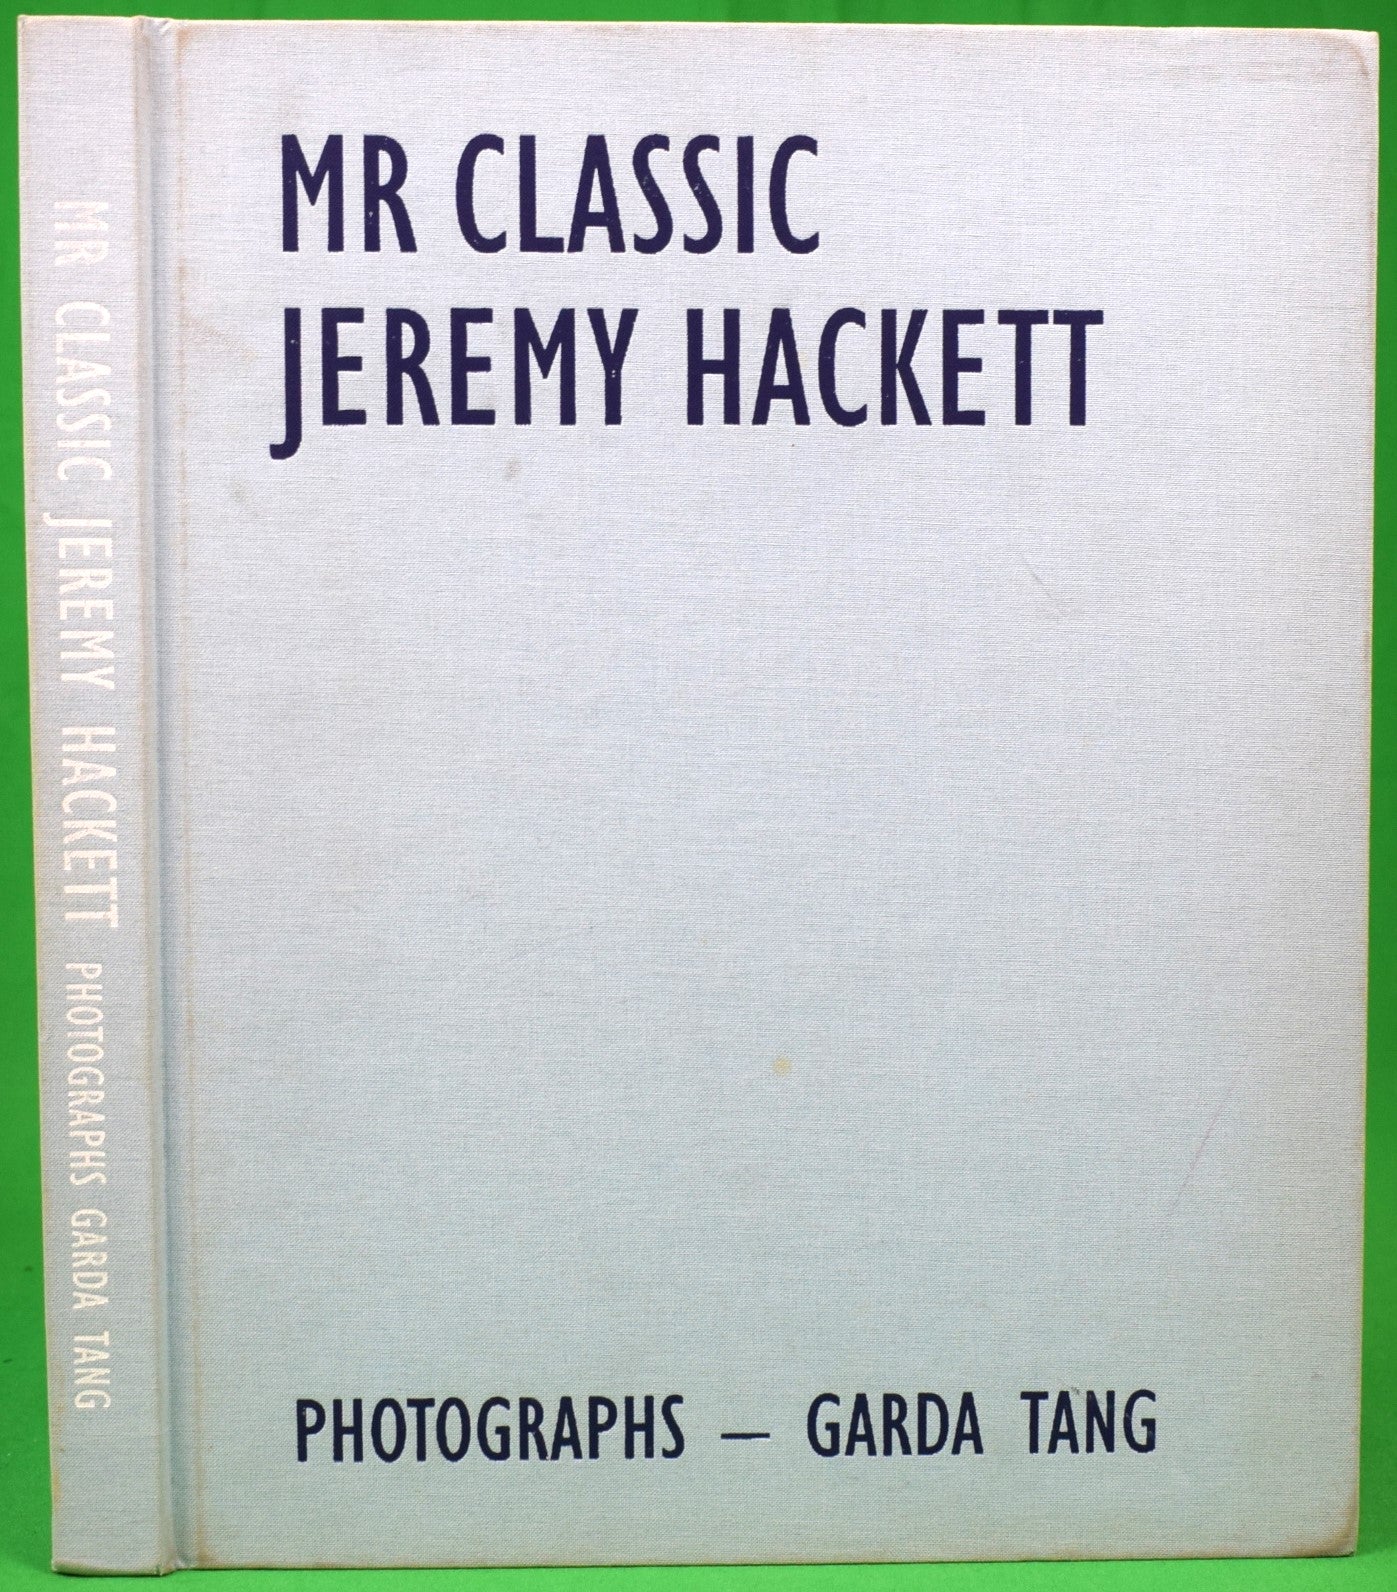 MR CLASSIC
JEREMY HACKETT
PHOTOGRAPHS — GARDA TANG
MR CLASSIC JEREMY HACKETT PHOTOGRAPHS GARDA TANG